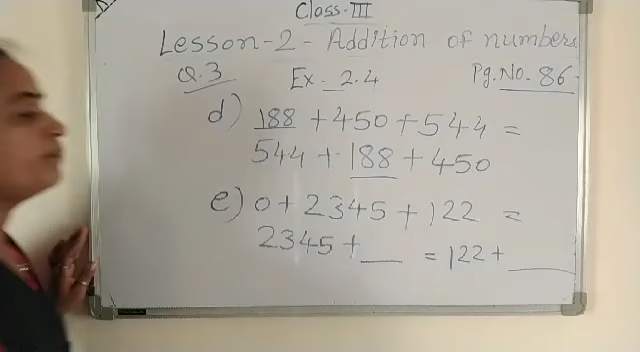 Class-III
Lesson-2 - Addition of numbers
Q.3 Ex. 2.4 Pg.No. 86
d) 188 + 450 + 544 =
544 + 188 + 450
e) 0 + 2345 + 122 =
2345 + ___ = 122 + ___